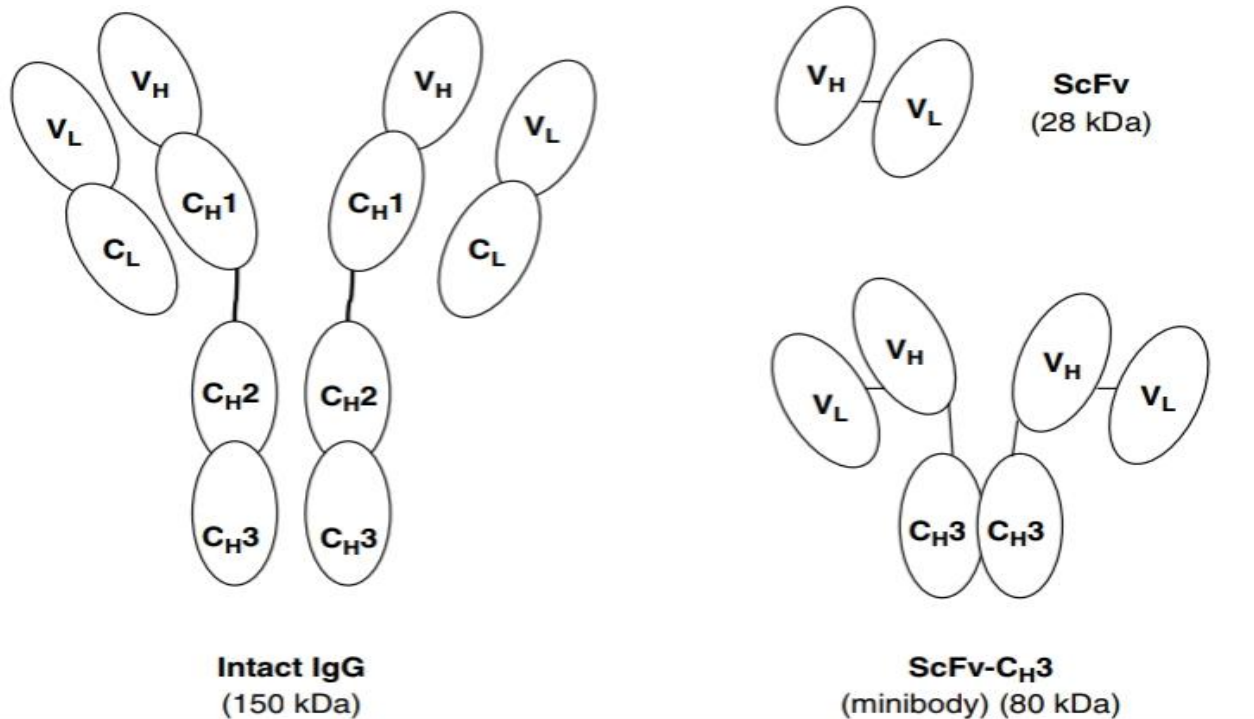 VH
VH
VL
VL
CH1
CH1
CL
CL
CH2
CH2
CH3
CH3
Intact IgG
(150 kDa)
VH
VL
ScFv
(28 kDa)
VH
VH
VL
VL
CH3
CH3
ScFv-CH3
(minibody) (80 kDa)